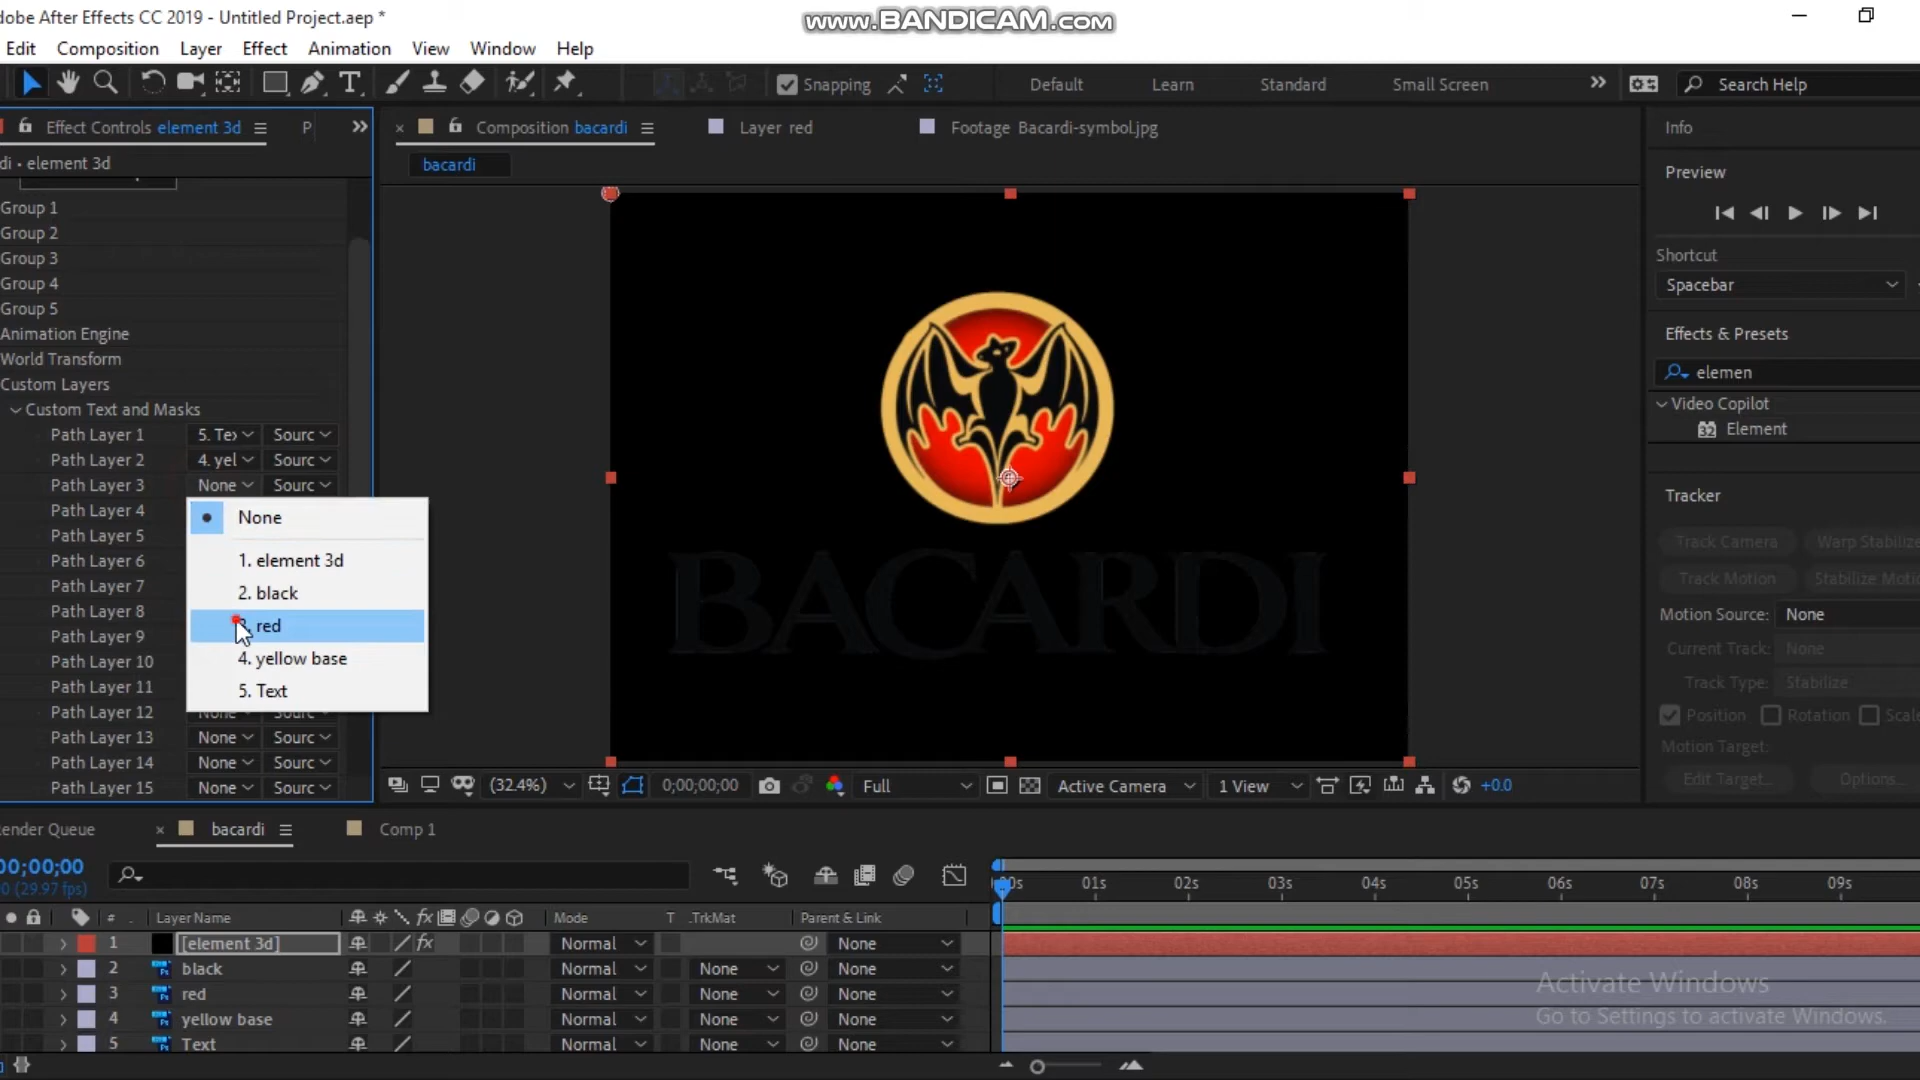 dobe After Effects CC 2019 - Untitled Project.aep *
www.BANDICAM.com
Edit Composition Layer Effect Animation View Window Help
Snapping Default Learn Standard Small Screen Search Help
Effect Controls element 3d P
Composition bacardi Layer red Footage Bacardi-symbol.jpg
Info
di • element 3d
bacardi
Preview
Group 1
Group 2
Group 3
Group 4
Group 5
Shortcut
Spacebar
Animation Engine
World Transform
Custom Layers
Effects & Presets
elemen
Video Copilot
Element
Custom Text and Masks
Path Layer 1 5. Tex Sourc
Path Layer 2 4. yel Sourc
Path Layer 3 None Sourc
Path Layer 4
Path Layer 5
Path Layer 6
Path Layer 7
Path Layer 8
Path Layer 9
Path Layer 10
Path Layer 11
Path Layer 12 None Sourc
Path Layer 13 None Sourc
Path Layer 14 None Sourc
Path Layer 15 None Sourc
None
1. element 3d
2. black
red
4. yellow base
5. Text
BACARDI
Tracker
Track Camera Warp Stabilize
Track Motion Stabilize Moti
Motion Source: None
Current Track: None
Track Type: Stabilize
Position Rotation Scale
Motion Target:
Edit Target... Options...
(32.4%) 0;00;00;00 Full Active Camera 1 View +0.0
ender Queue bacardi Comp 1
00;00;00
0 (29.97 fps)
00s 01s 02s 03s 04s 05s 06s 07s 08s 09s
# Layer Name fx Mode T .TrkMat Parent & Link
1 [element 3d] fx Normal None
2 black Normal None None
3 red Normal None None
4 yellow base Normal None None
5 Text Normal None None
Activate Windows
Go to Settings to activate Windows.